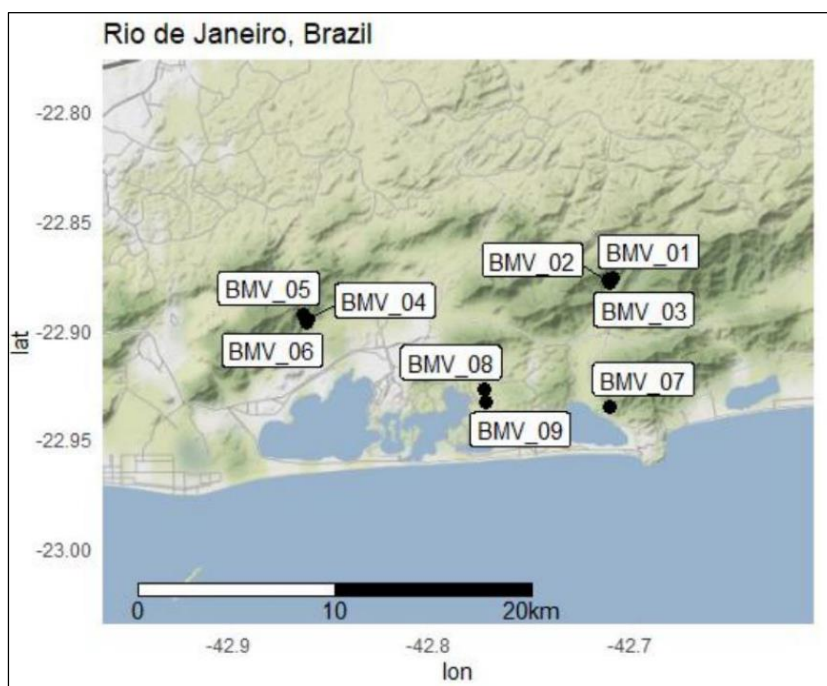 Rio de Janeiro, Brazil
-22.80
-22.85
BMV_01
BMV_02
BMV_05
BMV_04
BMV_03
-22.90
lat
BMV_06
BMV_08
BMV_07
BMV_09
-22.95
-23.00
0 10 20km
-42.9 -42.8 -42.7
lon